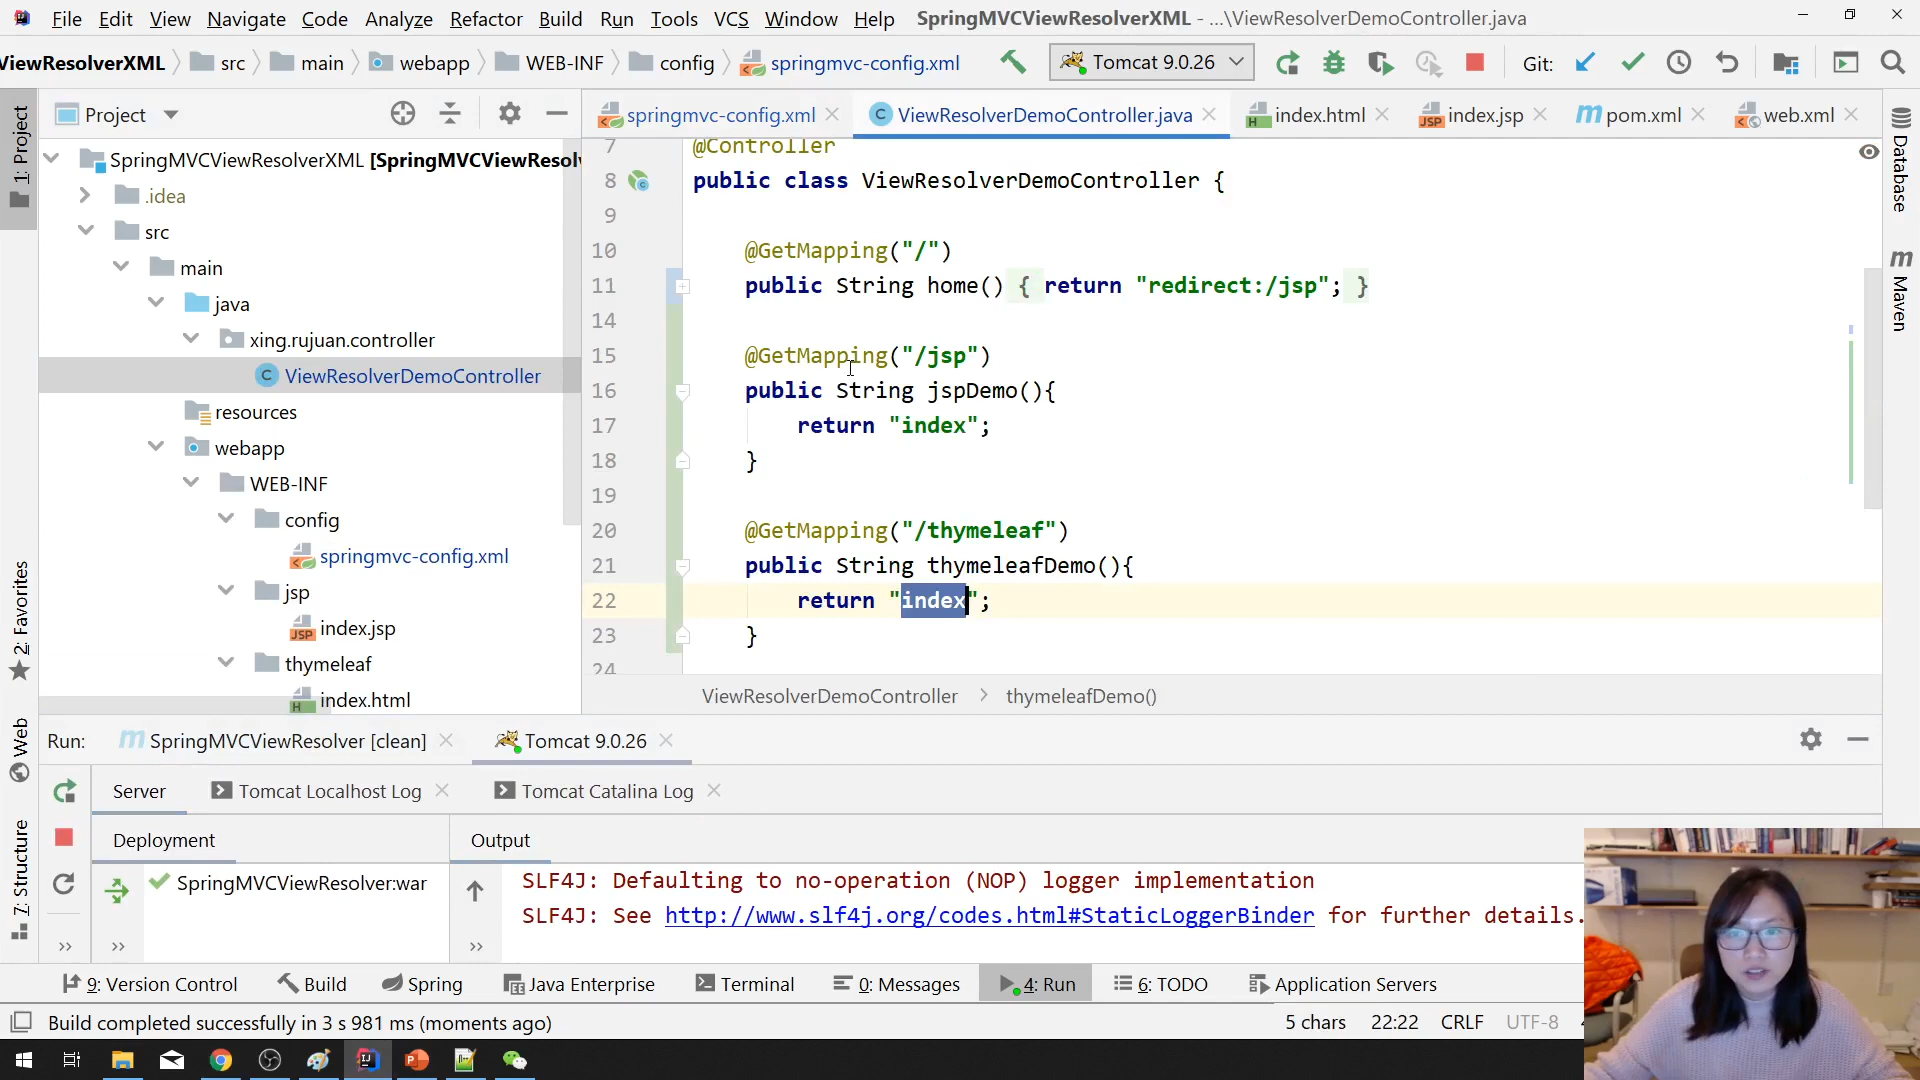 File Edit View Navigate Code Analyze Refactor Build Run Tools VCS Window Help SpringMVCViewResolverXML - ...\ViewResolverDemoController.java
ViewResolverXML src main webapp WEB-INF config springmvc-config.xml Tomcat 9.0.26 Git:
1: Project
Project
springmvc-config.xml ViewResolverDemoController.java index.html index.jsp pom.xml web.xml
SpringMVCViewResolverXML [SpringMVCViewResolv
.idea
src
main
java
xing.rujuan.controller
ViewResolverDemoController
resources
webapp
WEB-INF
config
springmvc-config.xml
jsp
index.jsp
thymeleaf
index.html
7 @Controller
8 public class ViewResolverDemoController {
9
10 @GetMapping("/")
11 public String home() { return "redirect:/jsp"; }
14
15 @GetMapping("/jsp")
16 public String jspDemo(){
17 return "index";
18 }
19
20 @GetMapping("/thymeleaf")
21 public String thymeleafDemo(){
22 return "index";
23 }
24
ViewResolverDemoController > thymeleafDemo()
Database
Maven
2: Favorites
Web
7: Structure
Run: SpringMVCViewResolver [clean] Tomcat 9.0.26
Server Tomcat Localhost Log Tomcat Catalina Log
Deployment Output
SpringMVCViewResolver:war
SLF4J: Defaulting to no-operation (NOP) logger implementation
SLF4J: See http://www.slf4j.org/codes.html#StaticLoggerBinder for further details.
9: Version Control Build Spring Java Enterprise Terminal 0: Messages 4: Run 6: TODO Application Servers
Build completed successfully in 3 s 981 ms (moments ago) 5 chars 22:22 CRLF UTF-8